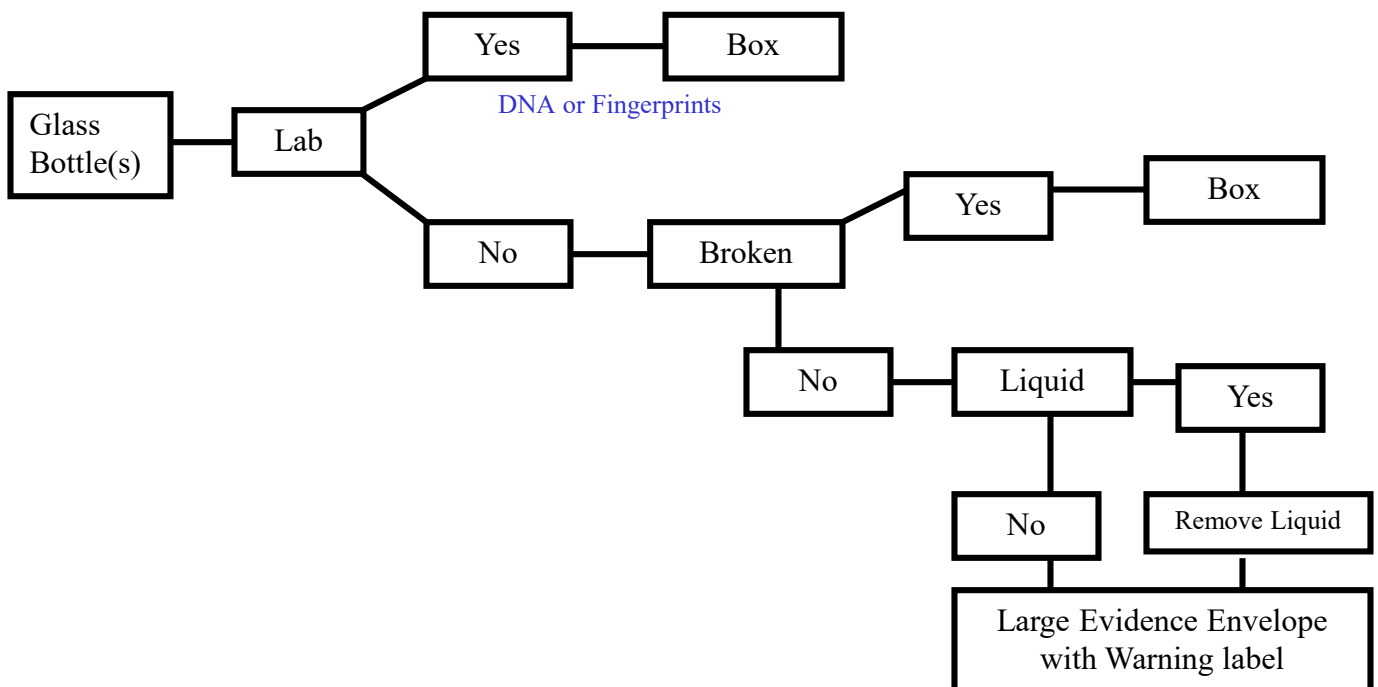 Yes
Box
DNA or Fingerprints
Glass
Bottle(s)
Lab
Box
Yes
No
Broken
No
Liquid
Yes
No
Remove Liquid
Large Evidence Envelope
with Warning label